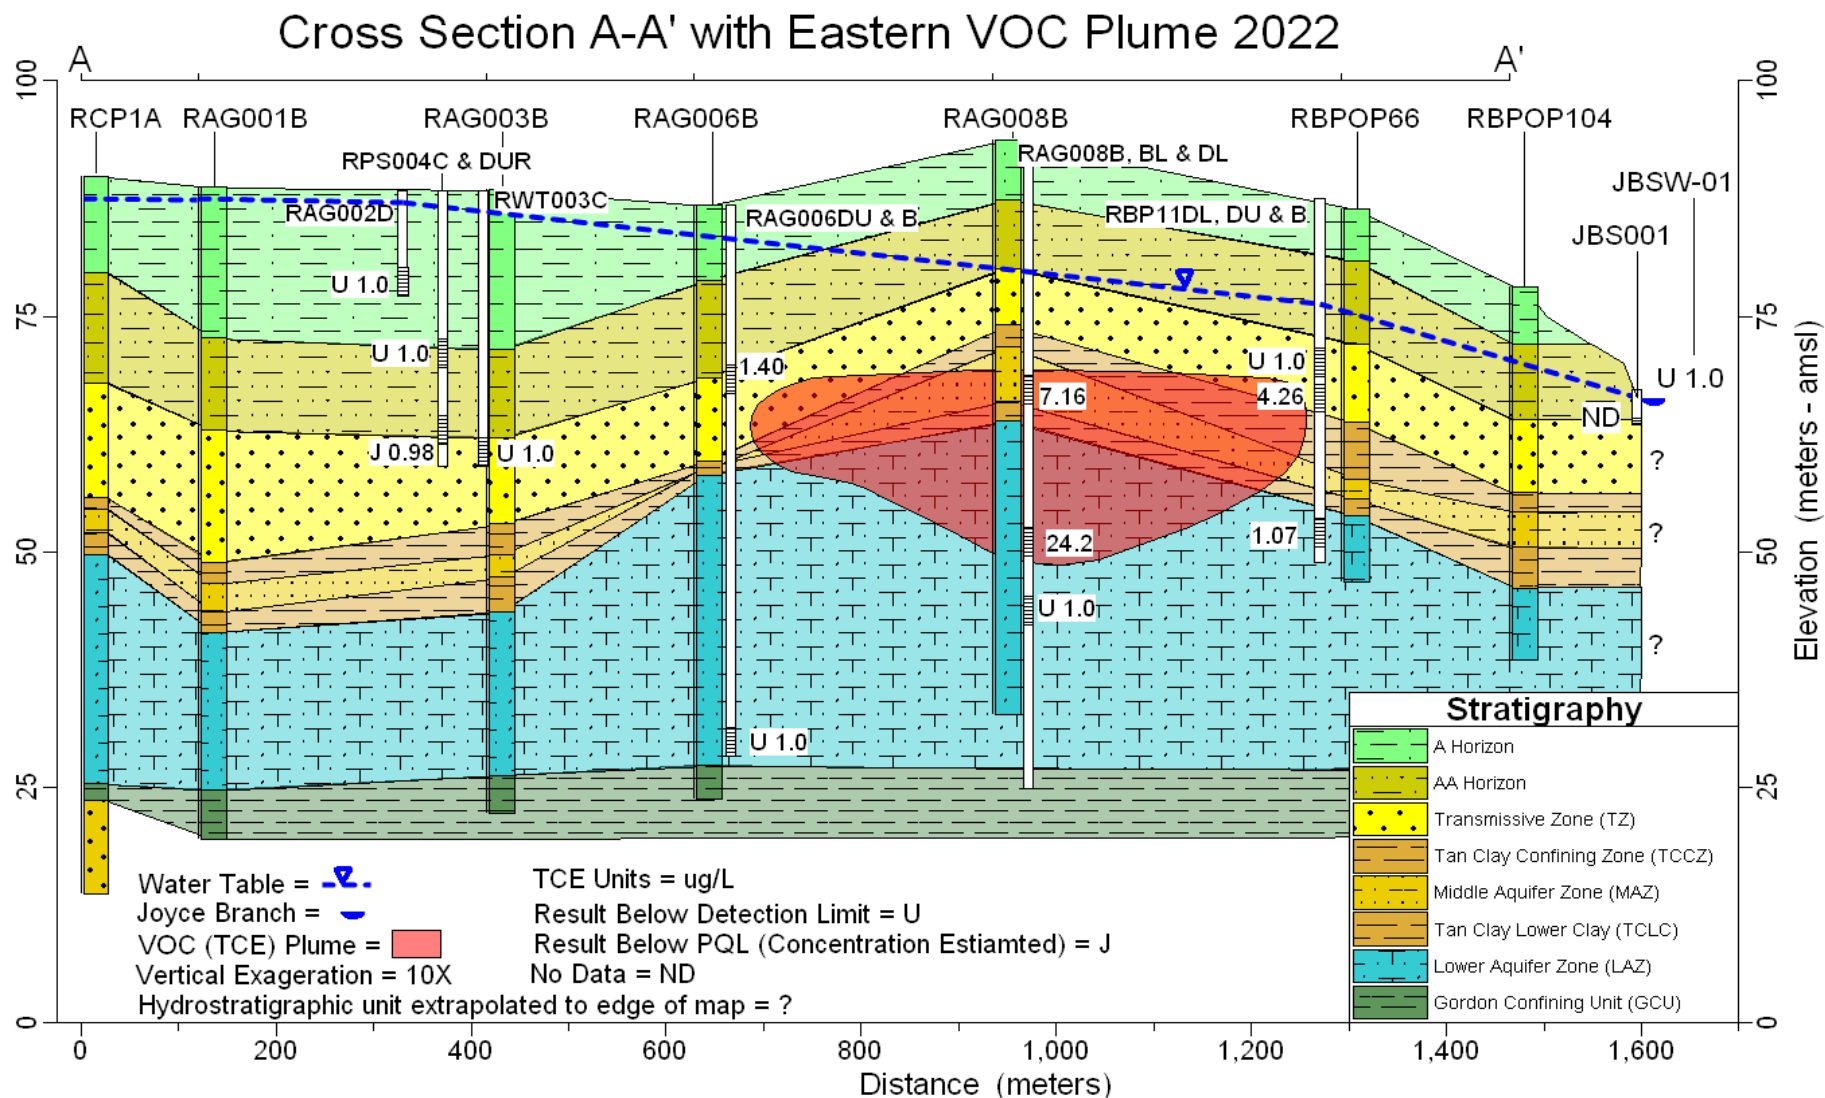 Cross Section A-A' with Eastern VOC Plume 2022
A
A'
100
100
RCP1A
RAG001B
RAG003B
RAG006B
RAG008B
RBPOP66
RBPOP104
RPS004C & DUR
RAG008B, BL & DL
JBSW-01
RWT003C
RAG002D
RAG006DU & B
RBP11DL, DU & B
JBS001
U 1.0
75
75
U 1.0
1.40
U 1.0
U 1.0
7.16
4.26
ND
J 0.98
U 1.0
?
50
50
24.2
1.07
?
U 1.0
?
U 1.0
25
25
0
0
Elevation (meters - amsl)
Stratigraphy
A Horizon
AA Horizon
Transmissive Zone (TZ)
Tan Clay Confining Zone (TCCZ)
Middle Aquifer Zone (MAZ)
Tan Clay Lower Clay (TCLC)
Lower Aquifer Zone (LAZ)
Gordon Confining Unit (GCU)
Water Table =
Joyce Branch =
VOC (TCE) Plume =
Vertical Exageration = 10X
Hydrostratigraphic unit extrapolated to edge of map = ?
TCE Units = ug/L
Result Below Detection Limit = U
Result Below PQL (Concentration Estiamted) = J
No Data = ND
0
200
400
600
800
1,000
1,200
1,400
1,600
Distance (meters)